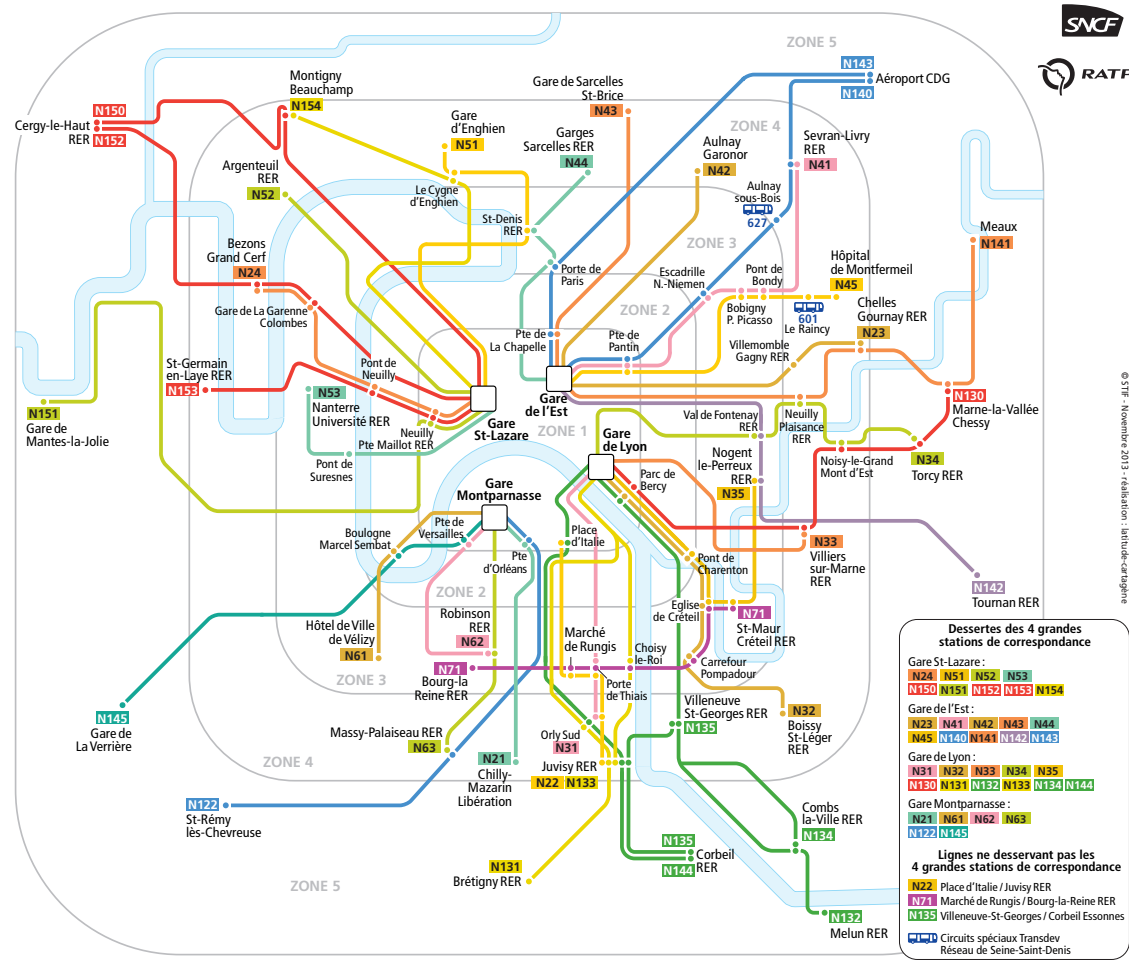 SNCF
RATP
ZONE 5
N143
Aéroport CDG
N140
Montigny
Beauchamp
N154
Gare de Sarcelles
St-Brice
N43
N150
Cergy-le-Haut
RER
N152
Gare
d'Enghien
N51
Garges
Sarcelles RER
N44
ZONE 4
Aulnay
Garonor
N42
Sevran-Livry
RER
N41
Argenteuil
RER
N52
Le Cygne
d'Enghien
Aulnay
sous-Bois
627
St-Denis
RER
Meaux
N141
Bezons
Grand Cerf
N24
ZONE 3
Porte de
Paris
Escadrille
N.-Niemen
Pont de
Bondy
Hôpital
de Montfermeil
N45
Gare de La Garenne
Colombes
ZONE 2
Bobigny
P. Picasso
601
Le Raincy
Chelles
Gournay RER
N23
Pte de
La Chapelle
Pte de
Pantin
Villemomble
Gagny RER
St-Germain
en-Laye RER
N153
Pont de
Neuilly
N53
Nanterre
Université RER
Gare
de l'Est
N130
Marne-la-Vallée
Chessy
N151
Gare de
Mantes-la-Jolie
Neuilly
Pte Maillot RER
Gare
St-Lazare
ZONE 1
Val de Fontenay
RER
Neuilly
Plaisance
RER
Pont de
Suresnes
Gare
de Lyon
Nogent
le-Perreux
RER
N35
Noisy-le-Grand
Mont d'Est
N34
Torcy RER
Parc de
Bercy
Gare
Montparnasse
Pte de
Versailles
Boulogne
Marcel Sembat
Place
d'Italie
Pte
d'Orléans
N33
Villiers
sur-Marne
RER
Pont de
Charenton
N142
Tournan RER
ZONE 2
Eglise
de Créteil
N71
St-Maur
Créteil RER
Robinson
RER
N62
Hôtel de Ville
de Vélizy
N61
Marché
de Rungis
Choisy
le-Roi
N71
Bourg-la
Reine RER
Carrefour
Pompadour
ZONE 3
Porte
de Thiais
N145
Gare de
La Verrière
Villeneuve
St-Georges RER
N135
N32
Boissy
St-Léger
RER
Massy-Palaiseau RER
N63
Orly Sud
N31
ZONE 4
N21
Chilly-
Mazarin
Libération
Juvisy RER
N22 N133
N122
St-Rémy
lès-Chevreuse
Combs
la-Ville RER
N134
N135
Corbeil
RER
N144
N131
Brétigny RER
ZONE 5
N132
Melun RER
© STIF - Novembre 2013 - réalisation : latitude-cartagène
Dessertes des 4 grandes
stations de correspondance
Gare St-Lazare :
N24 N51 N52 N53
N150 N151 N152 N153 N154
Gare de l'Est :
N23 N41 N42 N43 N44
N45 N140 N141 N142 N143
Gare de Lyon :
N31 N32 N33 N34 N35
N130 N131 N132 N133 N134 N144
Gare Montparnasse :
N21 N61 N62 N63
N122 N145
Lignes ne desservant pas les
4 grandes stations de correspondance
N22 Place d'Italie / Juvisy RER
N71 Marché de Rungis / Bourg-la-Reine RER
N135 Villeneuve-St-Georges / Corbeil Essonnes
Circuits spéciaux Transdev
Réseau de Seine-Saint-Denis